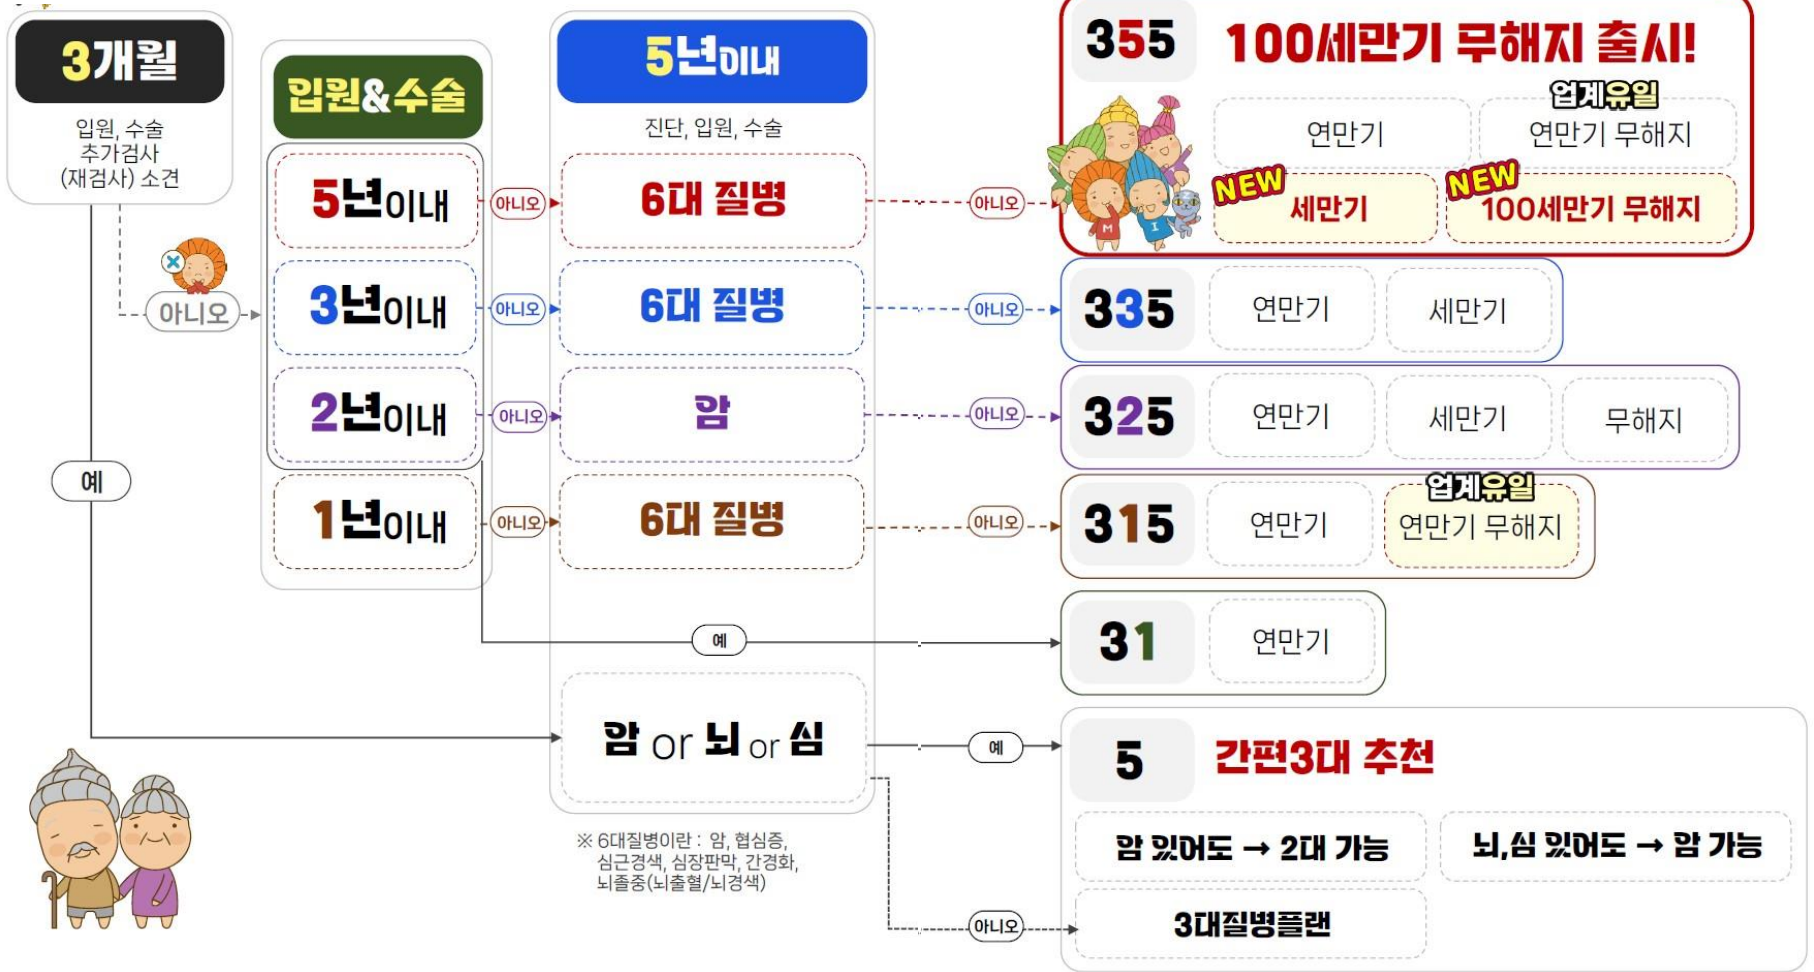 3개월
입원, 수술
추가검사
(재검사) 소견
아니오
예
입원&수술
5년이내
3년이내
2년이내
1년이내
5년이내
진단, 입원, 수술
아니오
6대 질병
아니오
아니오
6대 질병
아니오
아니오
암
아니오
아니오
6대 질병
아니오
예
암 or 뇌 or 심
예
아니오
※ 6대질병이란 : 암, 협심증,
심근경색, 심장판막, 간경화,
뇌졸중(뇌출혈/뇌경색)
355
100세만기 무해지 출시!
연만기
업계유일
연만기 무해지
NEW
세만기
NEW
100세만기 무해지
M I
335
연만기
세만기
325
연만기
세만기
무해지
315
연만기
업계유일
연만기 무해지
31
연만기
5
간편3대 추천
암 있어도 → 2대 가능
뇌,심 있어도 → 암 가능
3대질병플랜